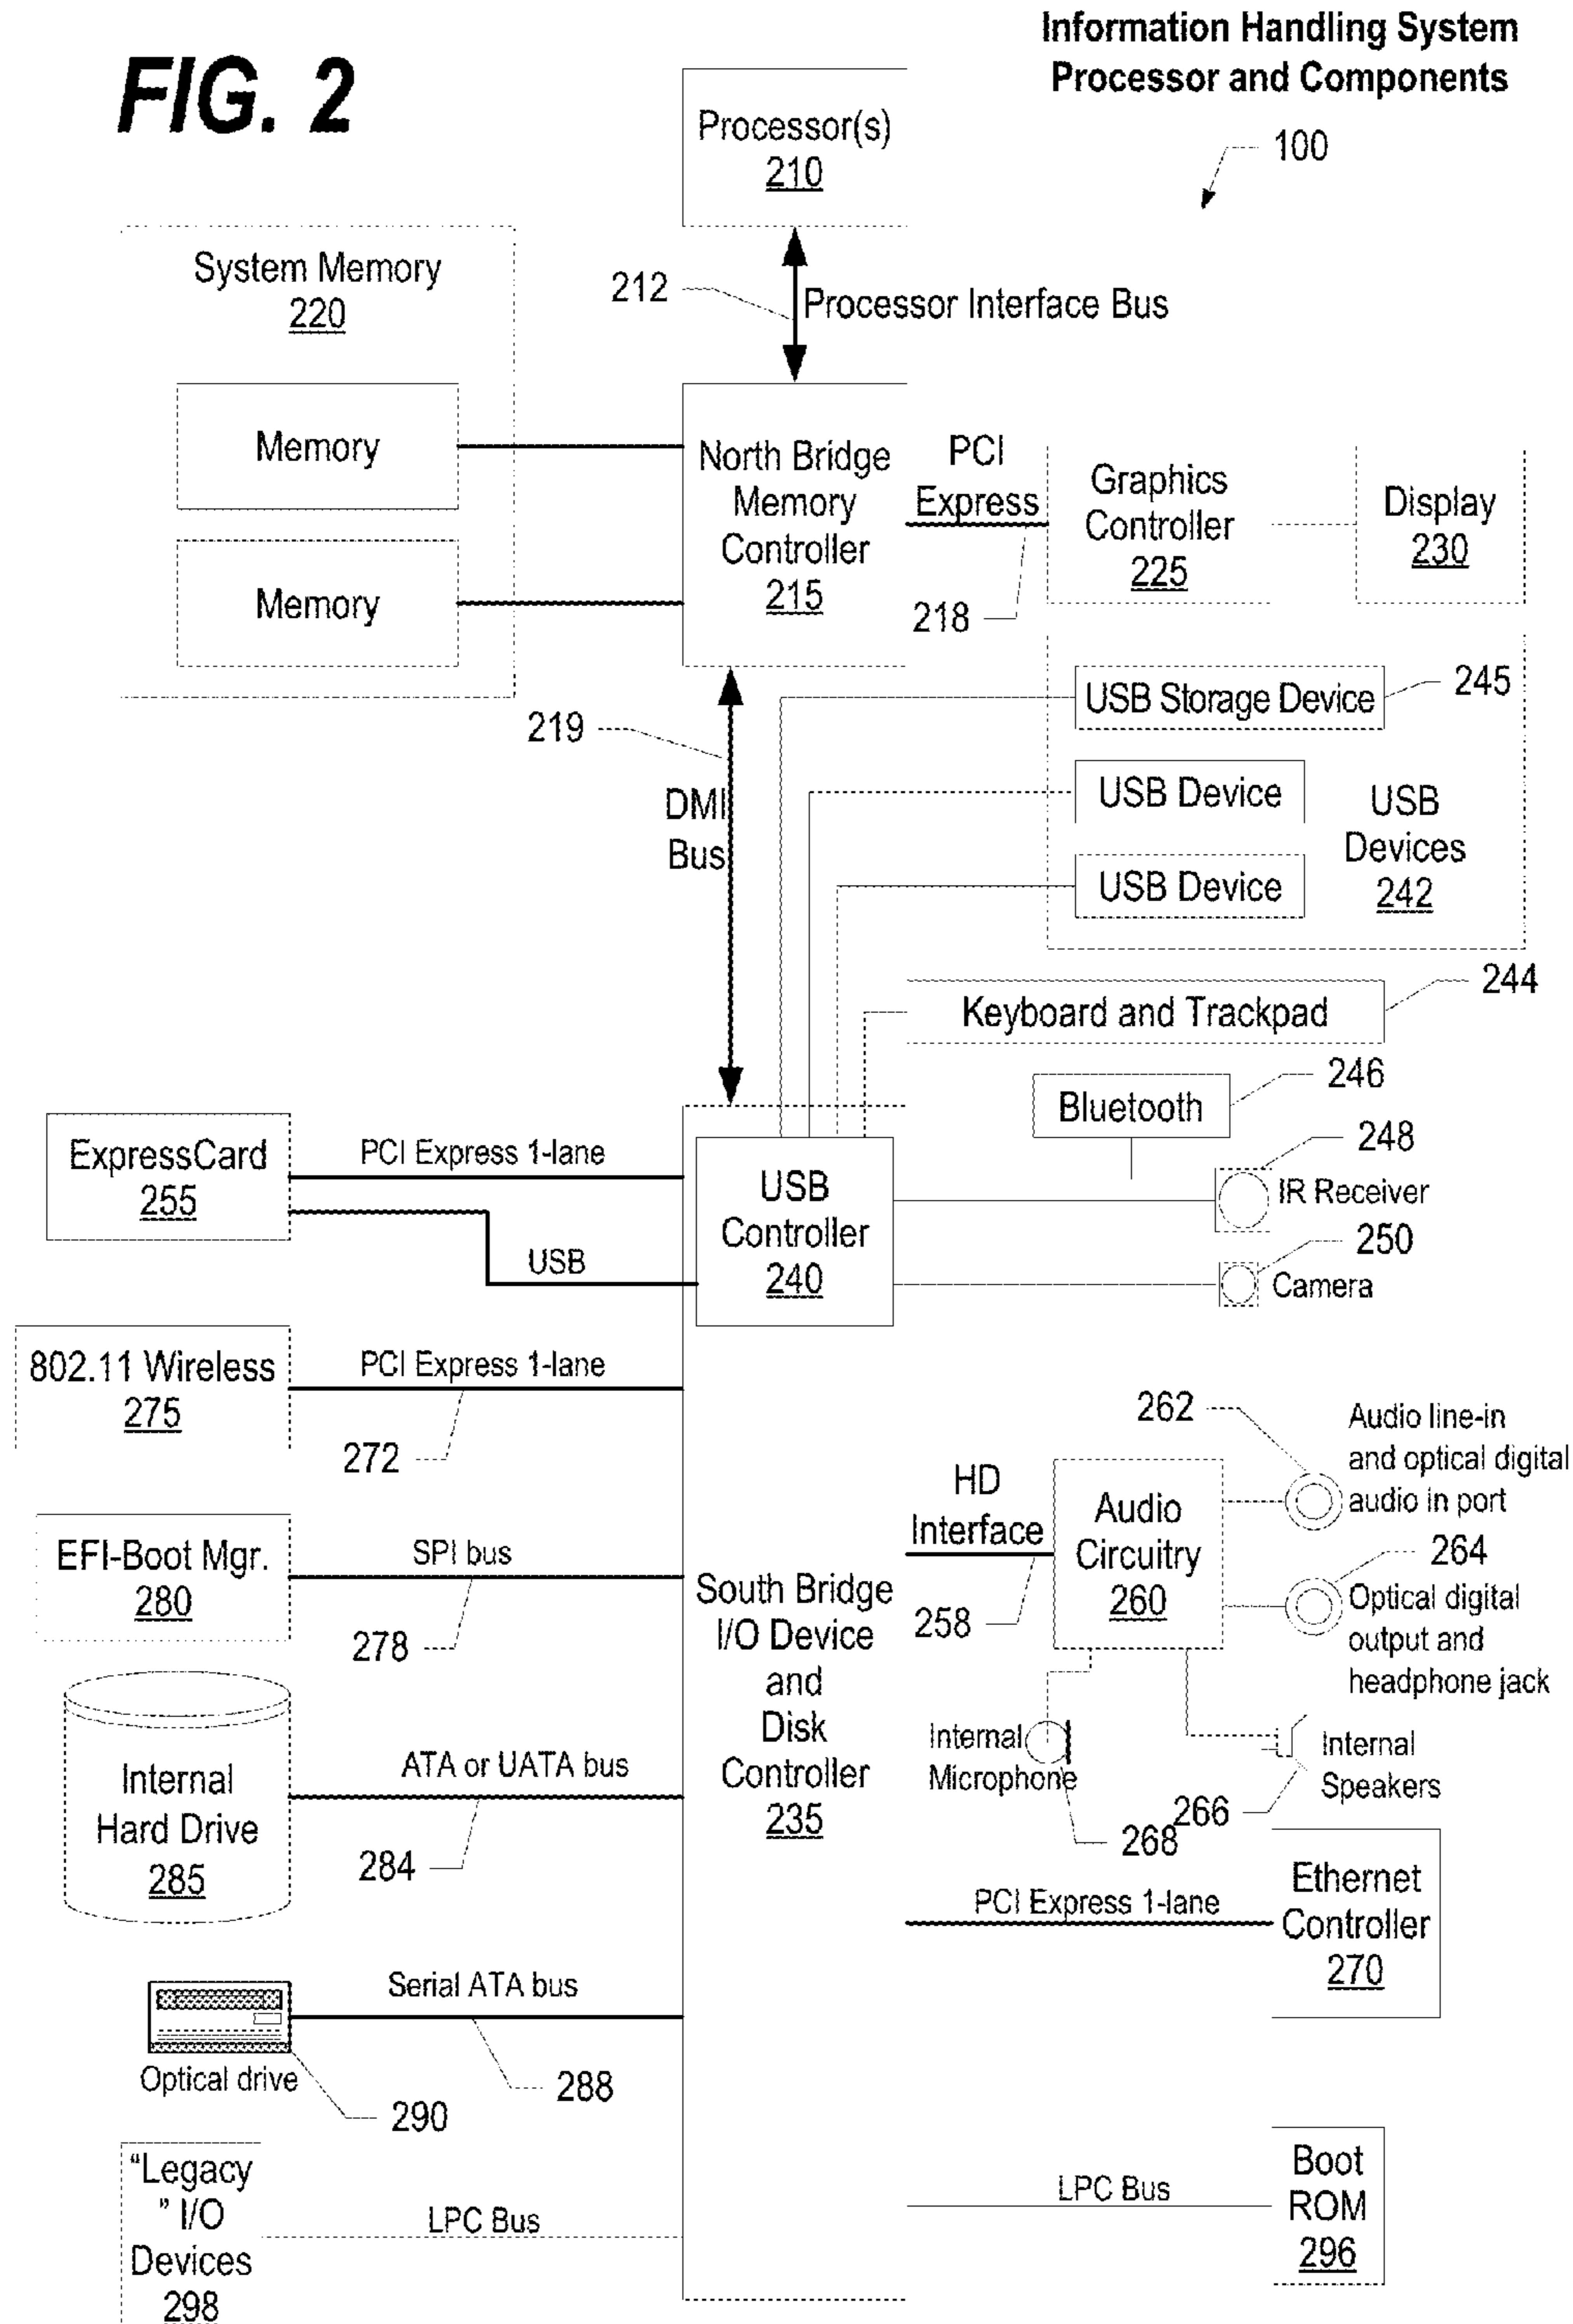 FIG. 2
Information Handling System
Processor and Components
100
Processor(s)
210
System Memory
220
212
Processor Interface Bus
Memory
Memory
North Bridge
Memory
Controller
215
PCI
Express
218
Graphics
Controller
225
Display
230
219
DMI
Bus
USB Storage Device
245
USB Device
USB Device
USB
Devices
242
Keyboard and Trackpad
244
Bluetooth
246
248
IR Receiver
250
Camera
ExpressCard
255
PCI Express 1-lane
USB
USB
Controller
240
802.11 Wireless
275
PCI Express 1-lane
272
EFI-Boot Mgr.
280
SPI bus
278
South Bridge
I/O Device
and
Disk
Controller
235
HD
Interface
258
Audio
Circuitry
260
262
Audio line-in
and optical digital
audio in port
264
Optical digital
output and
headphone jack
Internal
Microphone
268
266
Internal
Speakers
Internal
Hard Drive
285
ATA or UATA bus
284
PCI Express 1-lane
Ethernet
Controller
270
Serial ATA bus
288
Optical drive
290
“Legacy
” I/O
Devices
298
LPC Bus
LPC Bus
Boot
ROM
296